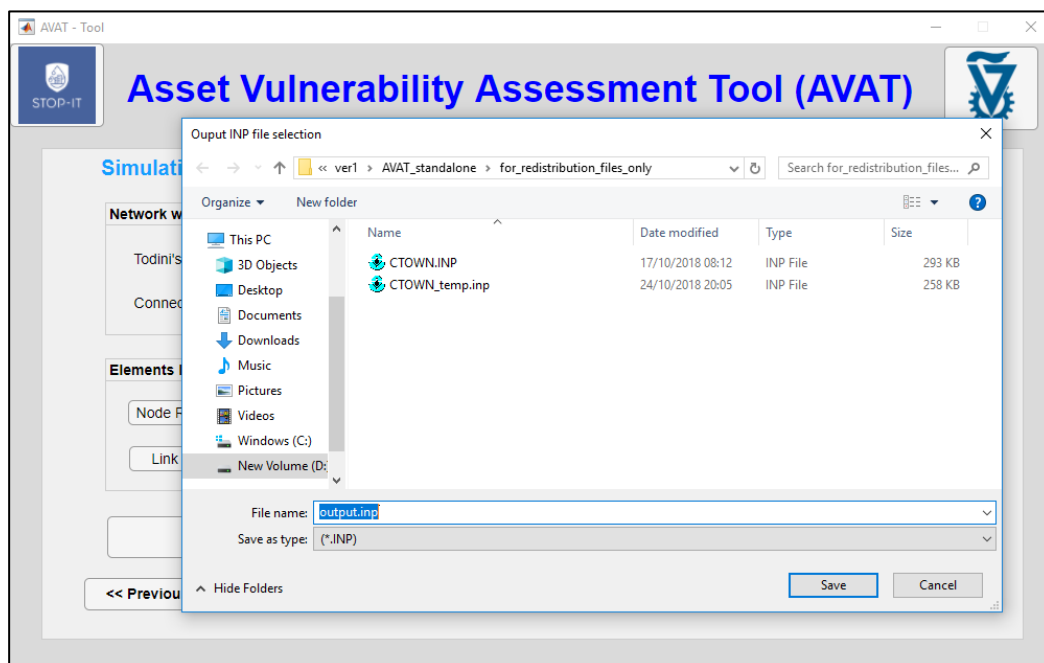 AVAT - Tool
STOP-IT
Asset Vulnerability Assessment Tool (AVAT)
Ouput INP file selection
Simulati
« ver1 > AVAT_standalone > for_redistribution_files_only
Search for_redistribution_files...
Organize
New folder
Network w
Todini's
Connec
Elements
Node
Link
<< Previou
This PC
3D Objects
Desktop
Documents
Downloads
Music
Pictures
Videos
Windows (C:)
New Volume (D:
Name Date modified Type Size
CTOWN.INP 17/10/2018 08:12 INP File 293 KB
CTOWN_temp.inp 24/10/2018 20:05 INP File 258 KB
File name: output.inp
Save as type: (*.INP)
Hide Folders
Save Cancel